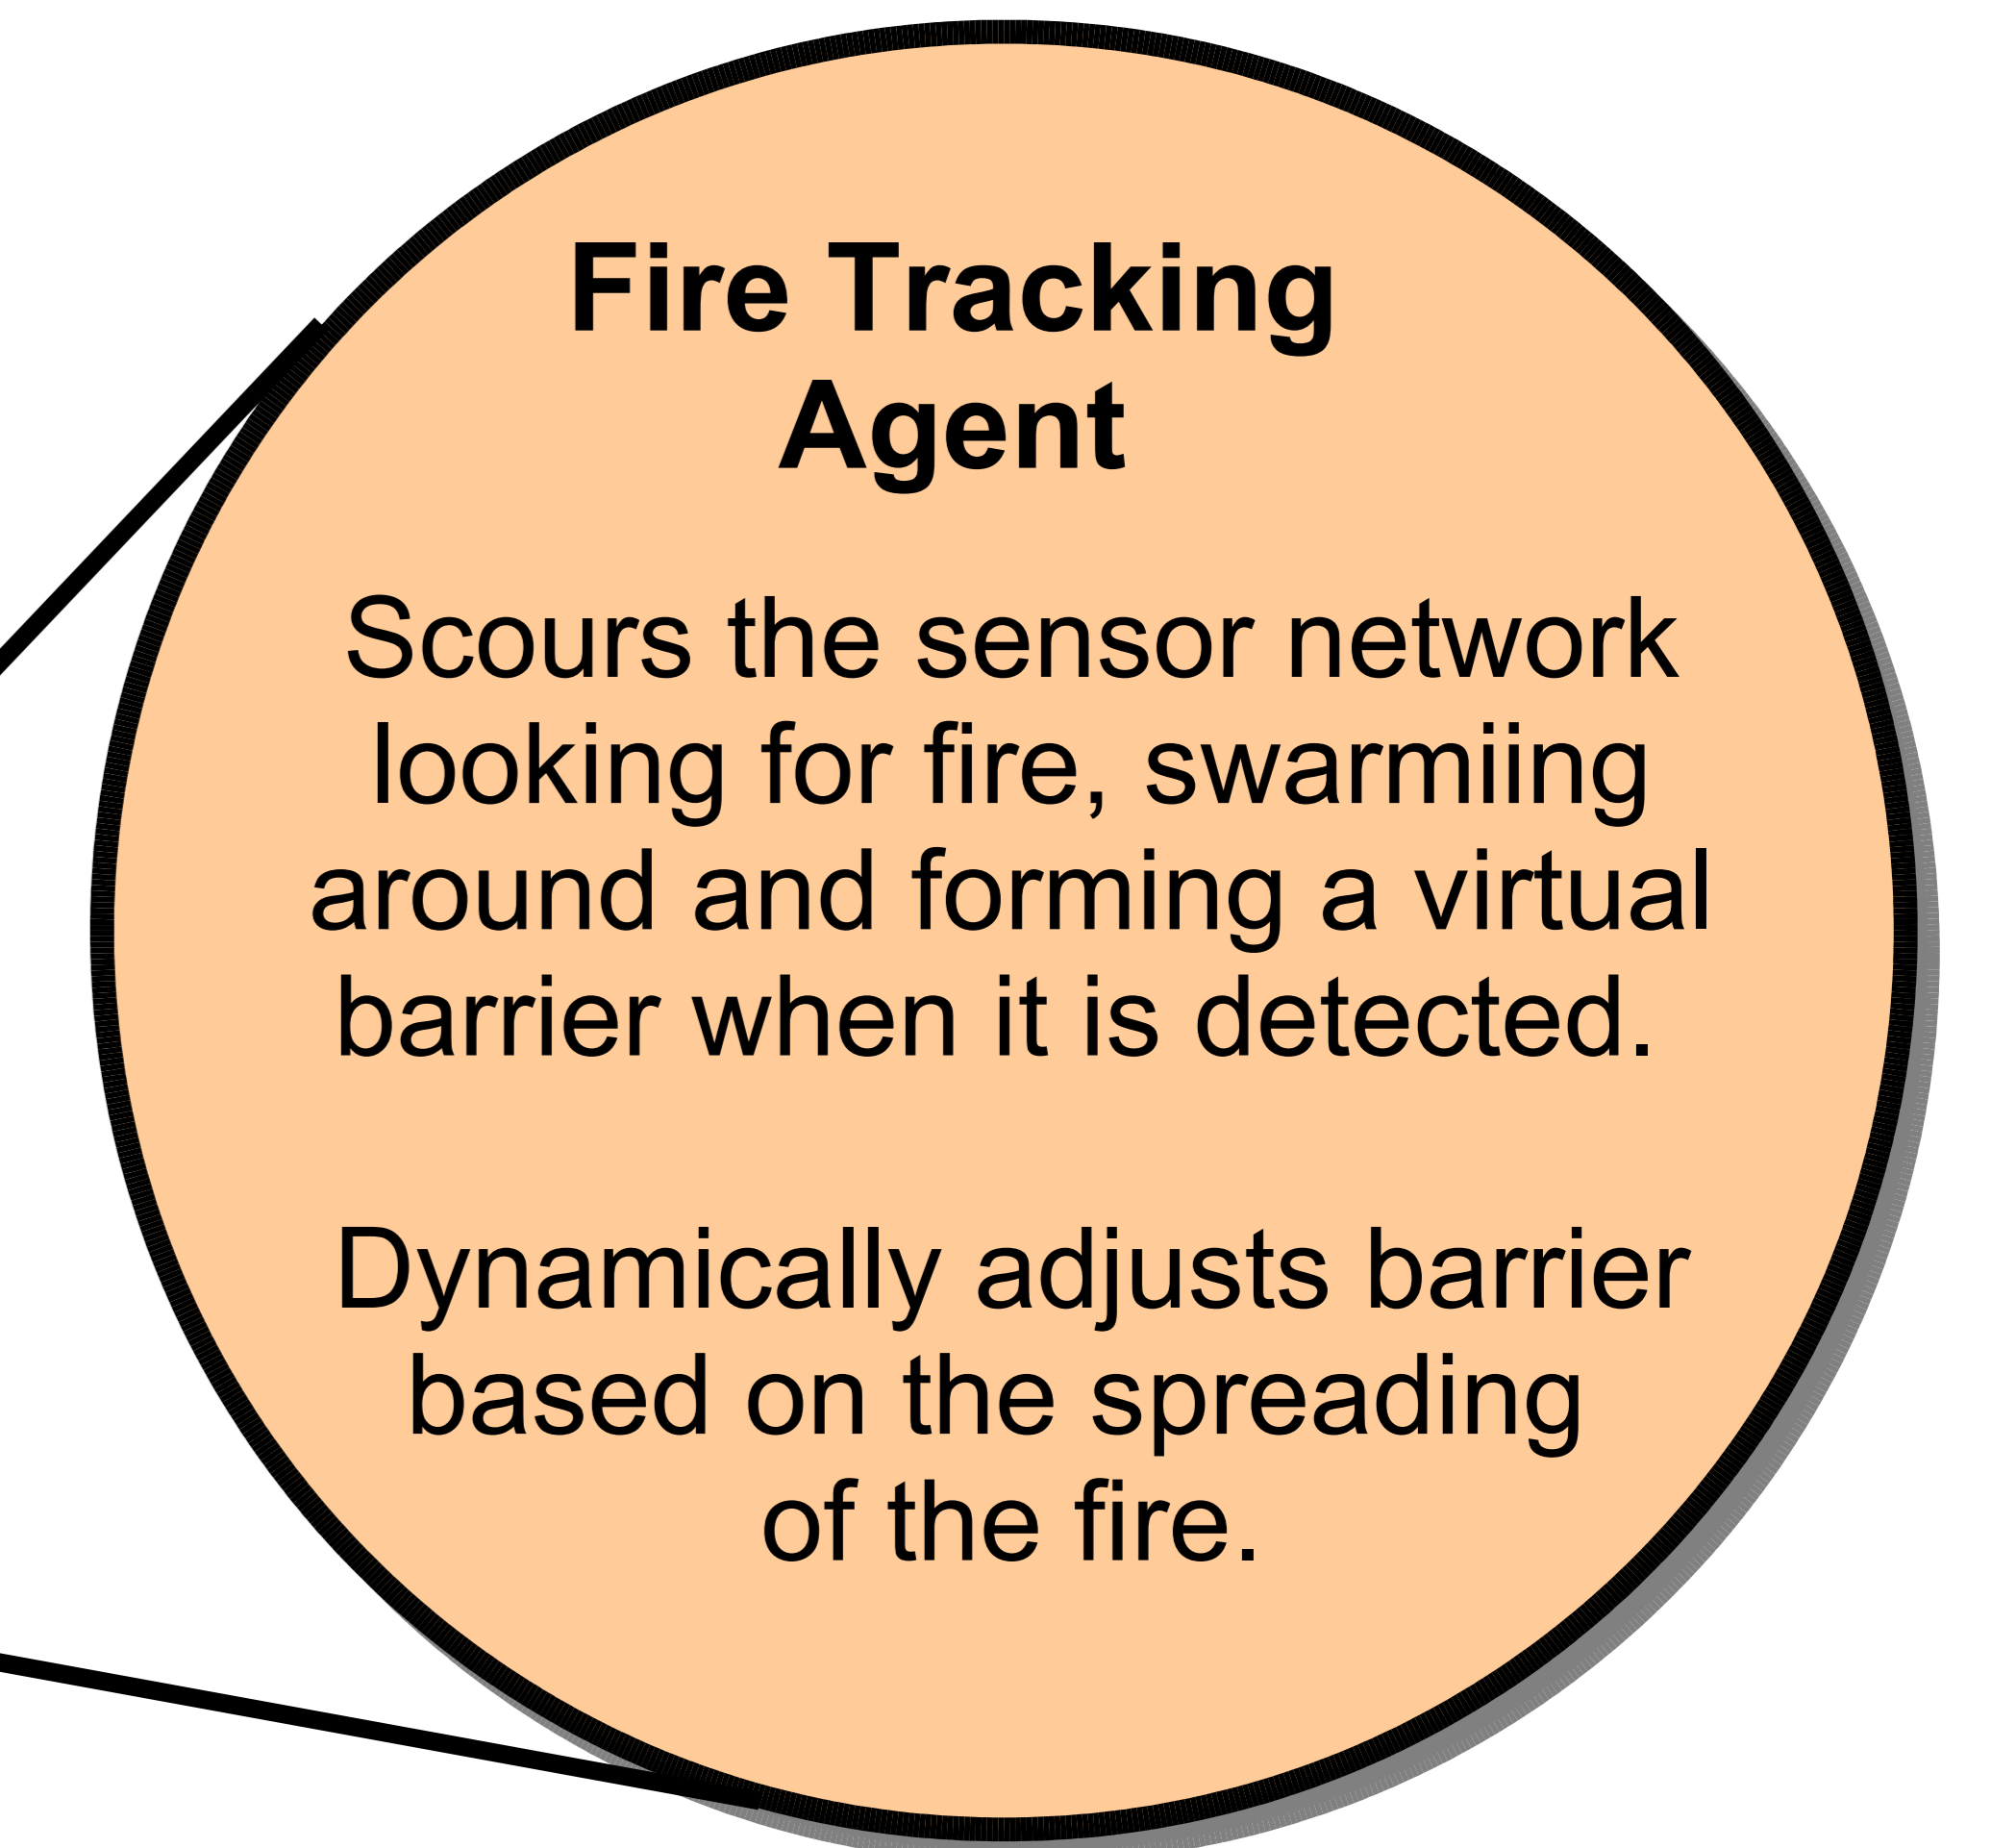 Fire Tracking
Agent
Scours the sensor network
looking for fire, swarmiing
around and forming a virtual
barrier when it is detected.
Dynamically adjusts barrier
based on the spreading
of the fire.